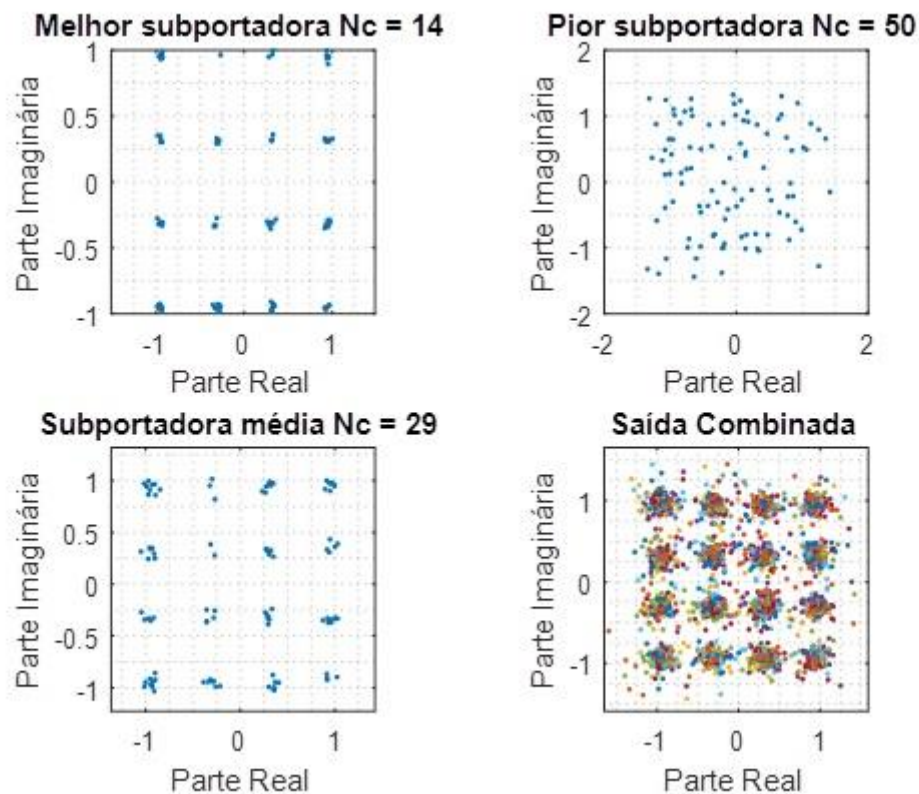 Melhor subportadora Nc = 14
Parte Imaginária
1
0.5
0
-0.5
-1
-1 0 1
Parte Real
Pior subportadora Nc = 50
Parte Imaginária
2
1
0
-1
-2
-2 0 2
Parte Real
Subportadora média Nc = 29
Parte Imaginária
1
0.5
0
-0.5
-1
-1 0 1
Parte Real
Saída Combinada
Parte Imaginária
1
0
-1
-1 0 1
Parte Real